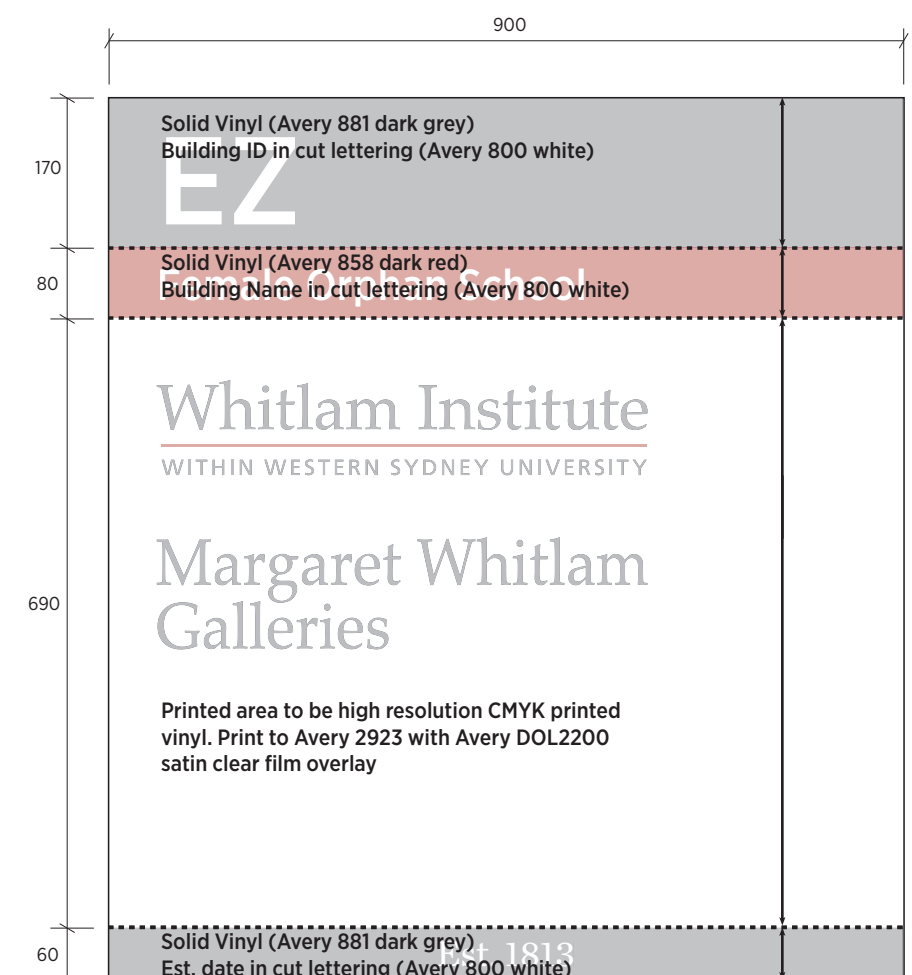 900
Solid Vinyl (Avery 881 dark grey)
Building ID in cut lettering (Avery 800 white)
EZ
170
Solid Vinyl (Avery 858 dark red)
Female Orphan School
Building Name in cut lettering (Avery 800 white)
80
Whitlam Institute
WITHIN WESTERN SYDNEY UNIVERSITY
Margaret Whitlam
Galleries
690
Printed area to be high resolution CMYK printed
vinyl. Print to Avery 2923 with Avery DOL2200
satin clear film overlay
Solid Vinyl (Avery 881 dark grey)
Est. 1813
60
Est. date in cut lettering (Avery 800 white)